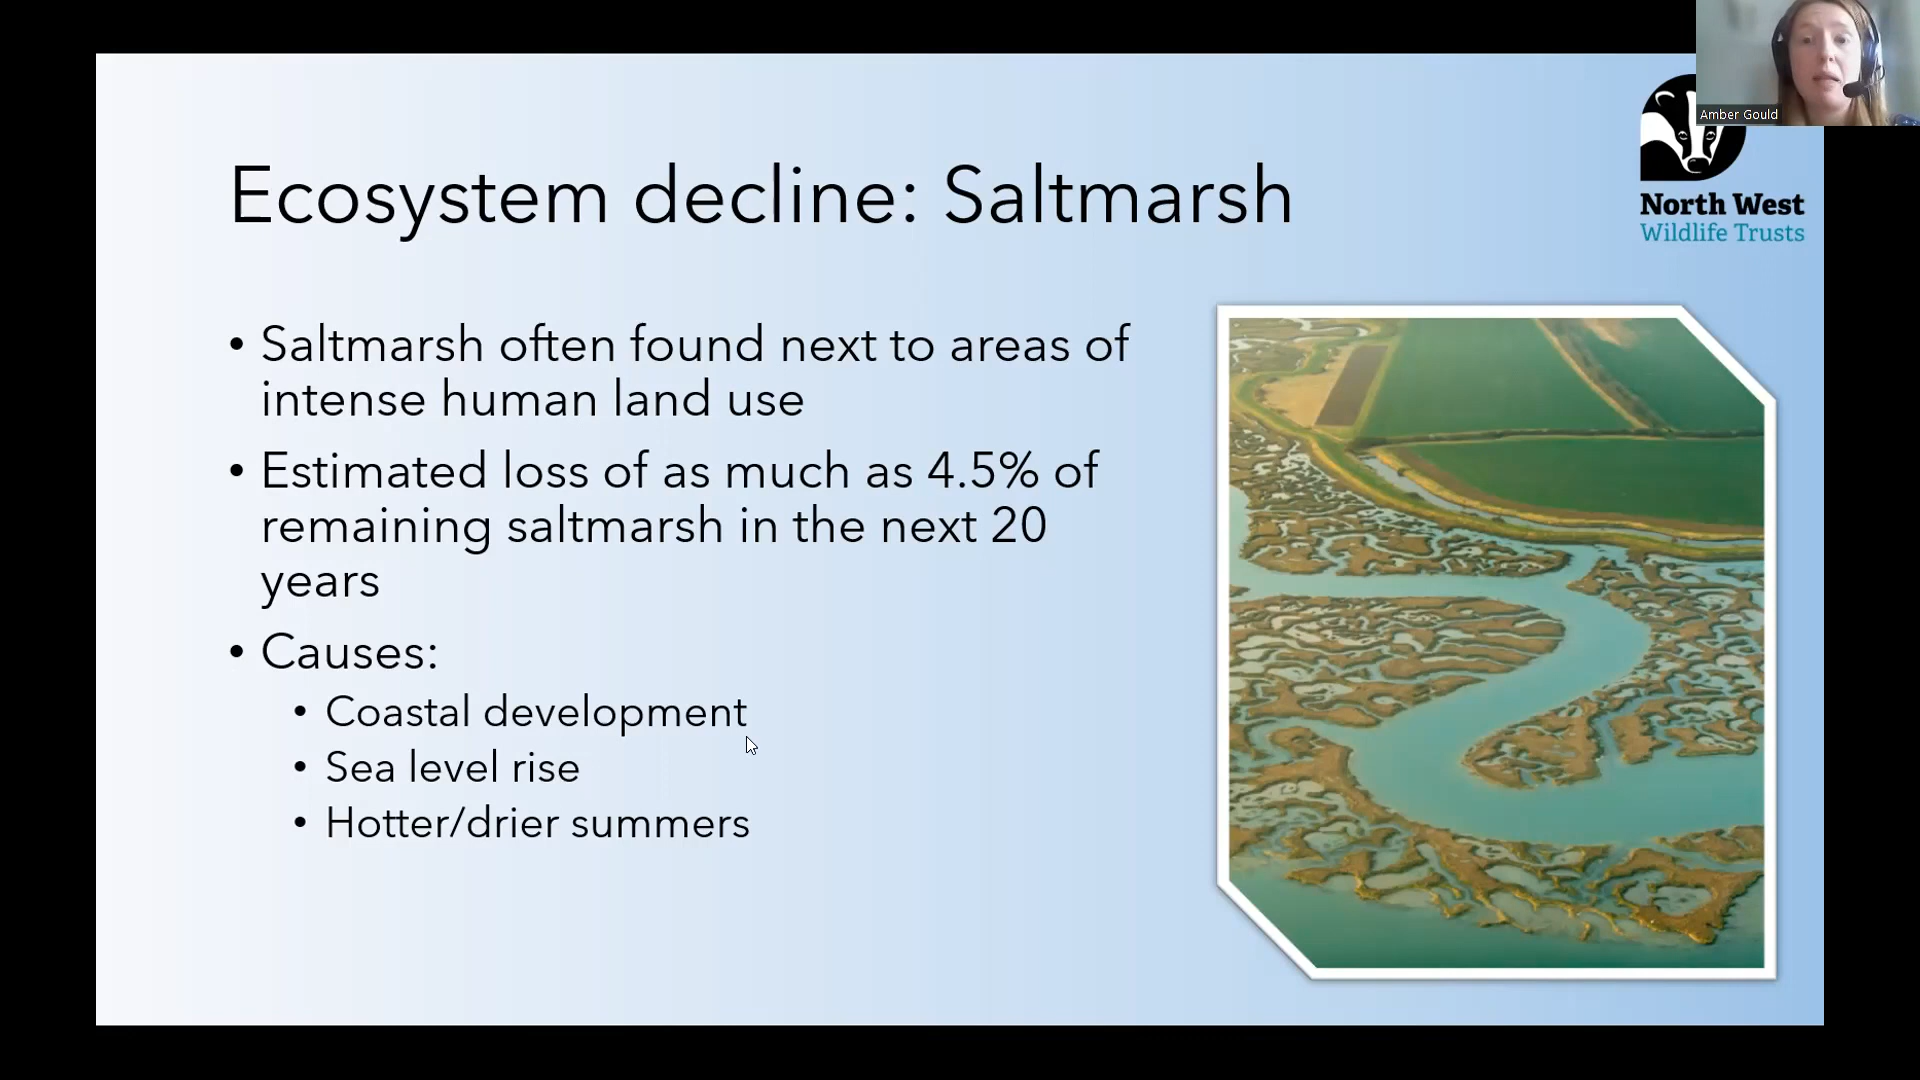 Amber Gould
North West
Wildlife Trusts
Ecosystem decline: Saltmarsh
• Saltmarsh often found next to areas of
intense human land use
• Estimated loss of as much as 4.5% of
remaining saltmarsh in the next 20
years
• Causes:
• Coastal development
• Sea level rise
• Hotter/drier summers